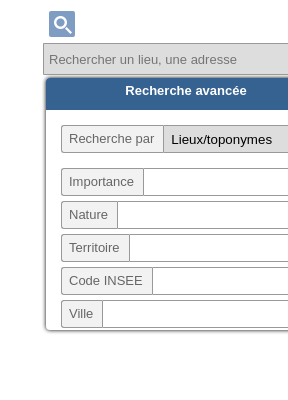 Rechercher un lieu, une adresse
Recherche avancée
Recherche par Lieux/toponymes
Importance
Nature
Territoire
Code INSEE
Ville